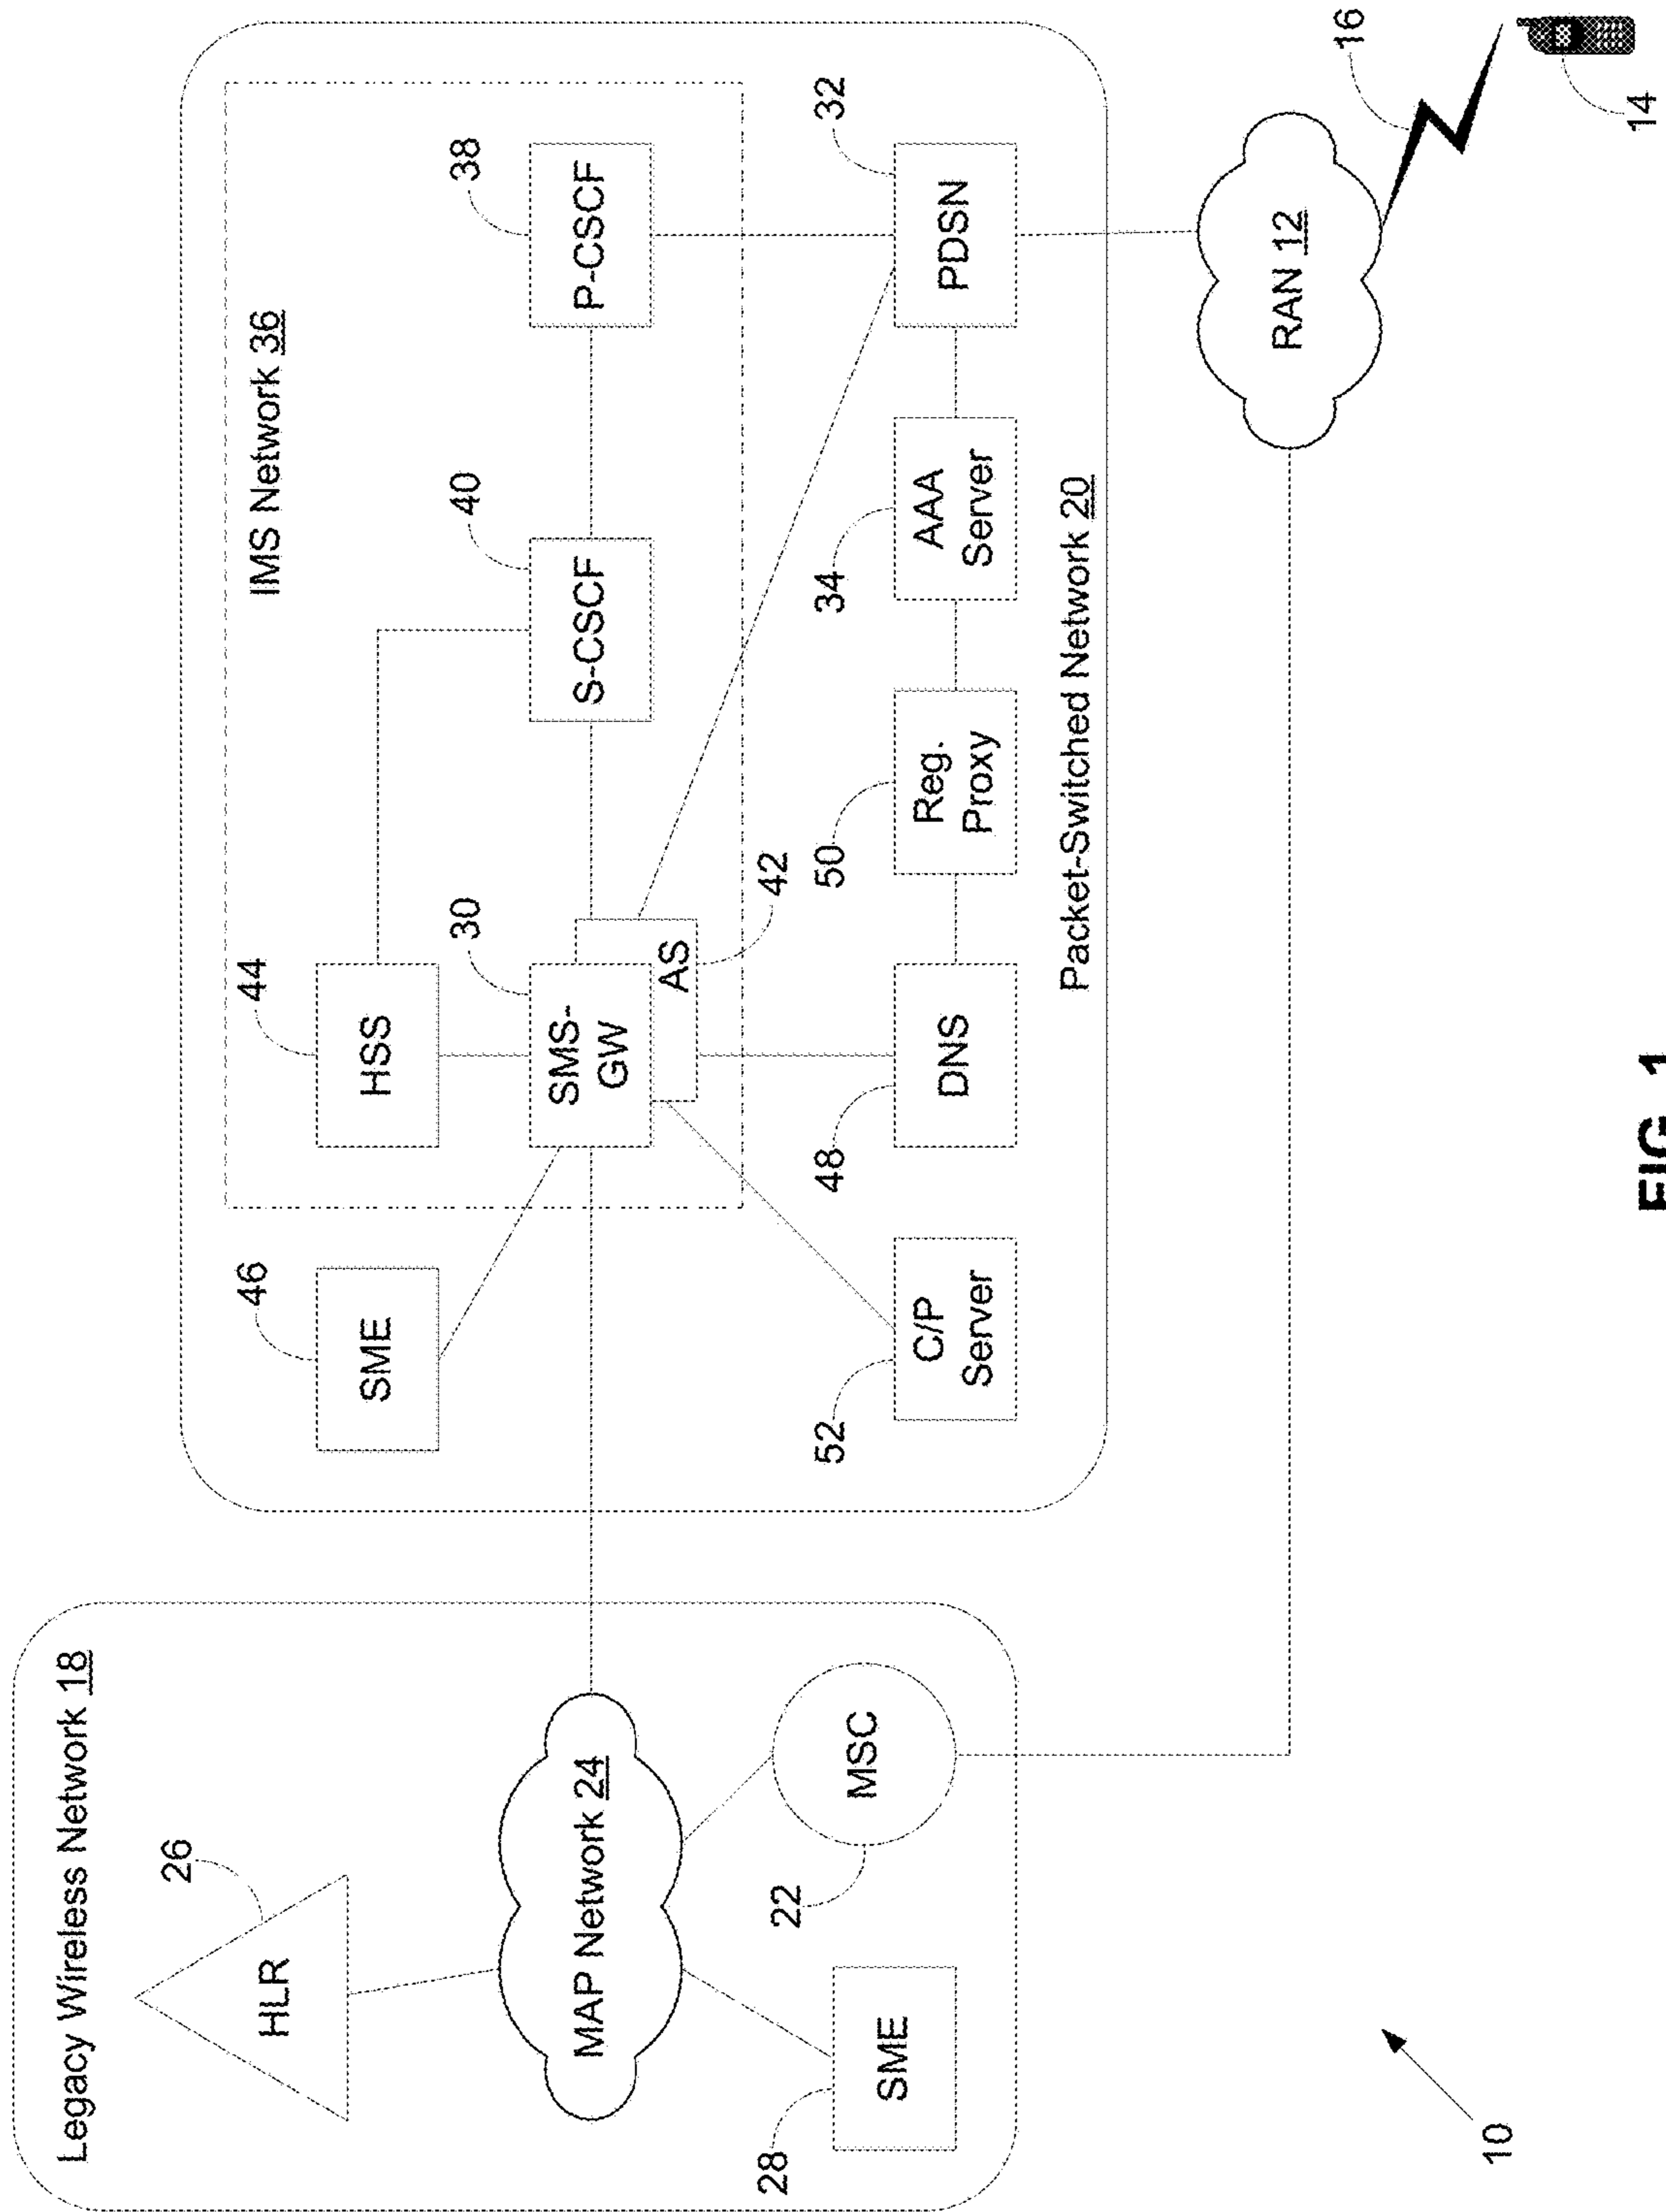 Legacy Wireless Network 18
26
HLR
MAP Network 24
22
MSC
28
SME
10
46
SME
44
HSS
IMS Network 36
30
SMS-
GW
AS
42
40
S-CSCF
38
P-CSCF
52
C/P
Server
48
DNS
50
Reg.
Proxy
34
AAA
Server
32
PDSN
Packet-Switched Network 20
RAN 12
16
14
FIG. 1